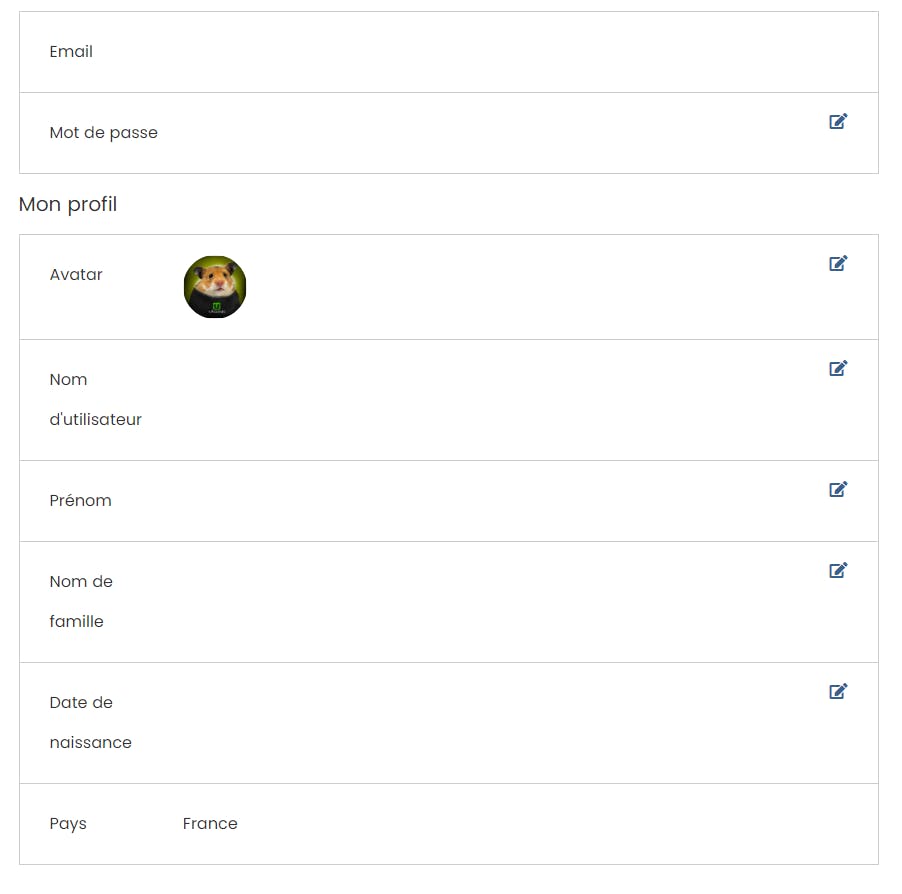 Email
Mot de passe
Mon profil
Avatar
Nom
d'utilisateur
Prénom
Nom de
famille
Date de
naissance
Pays France